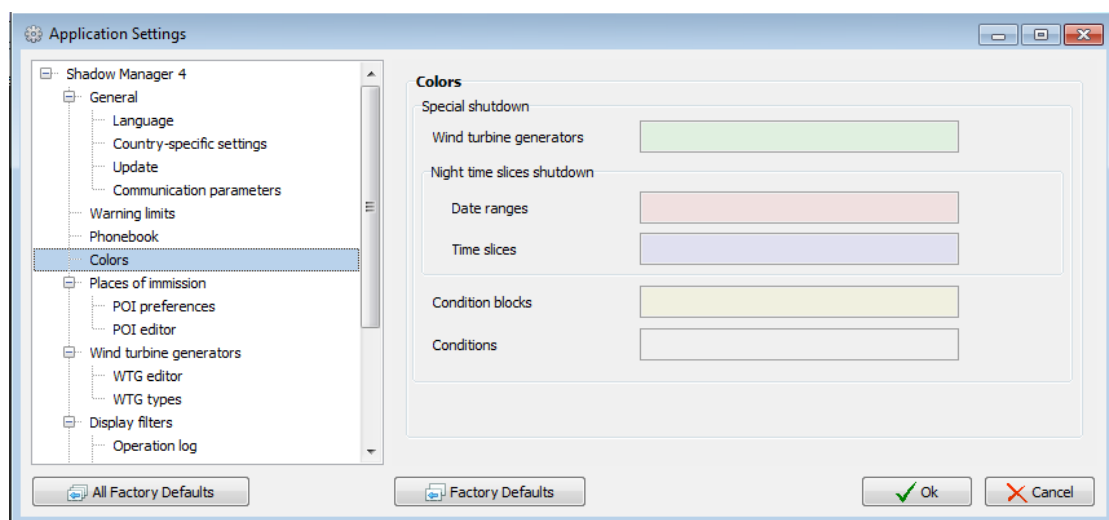 Application Settings
Shadow Manager 4
General
Language
Country-specific settings
Update
Communication parameters
Warning limits
Phonebook
Colors
Places of immission
POI preferences
POI editor
Wind turbine generators
WTG editor
WTG types
Display filters
Operation log
Colors
Special shutdown
Wind turbine generators
Night time slices shutdown
Date ranges
Time slices
Condition blocks
Conditions
All Factory Defaults
Factory Defaults
Ok
Cancel